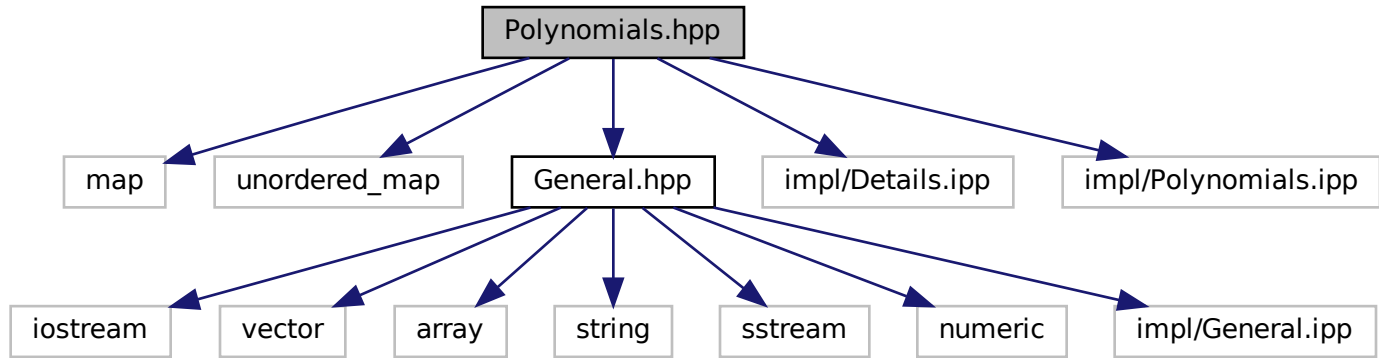 Polynomials.hpp
map
unordered_map
General.hpp
impl/Details.ipp
impl/Polynomials.ipp
iostream
vector
array
string
sstream
numeric
impl/General.ipp